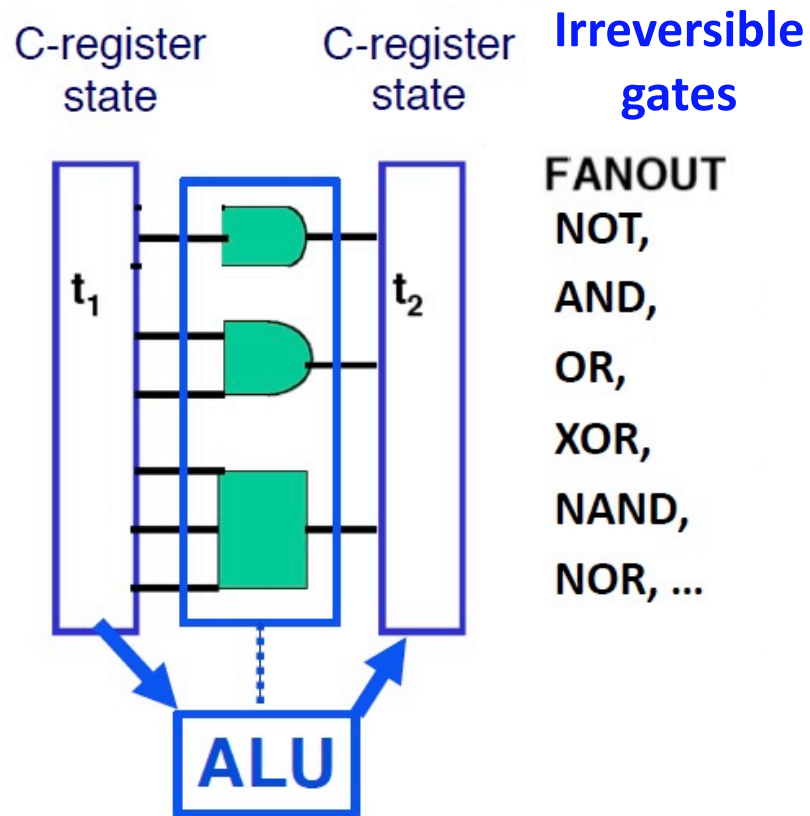 C-register
state
C-register
state
Irreversible
gates
t₁
t₂
FANOUT
NOT,
AND,
OR,
XOR,
NAND,
NOR, ...
ALU